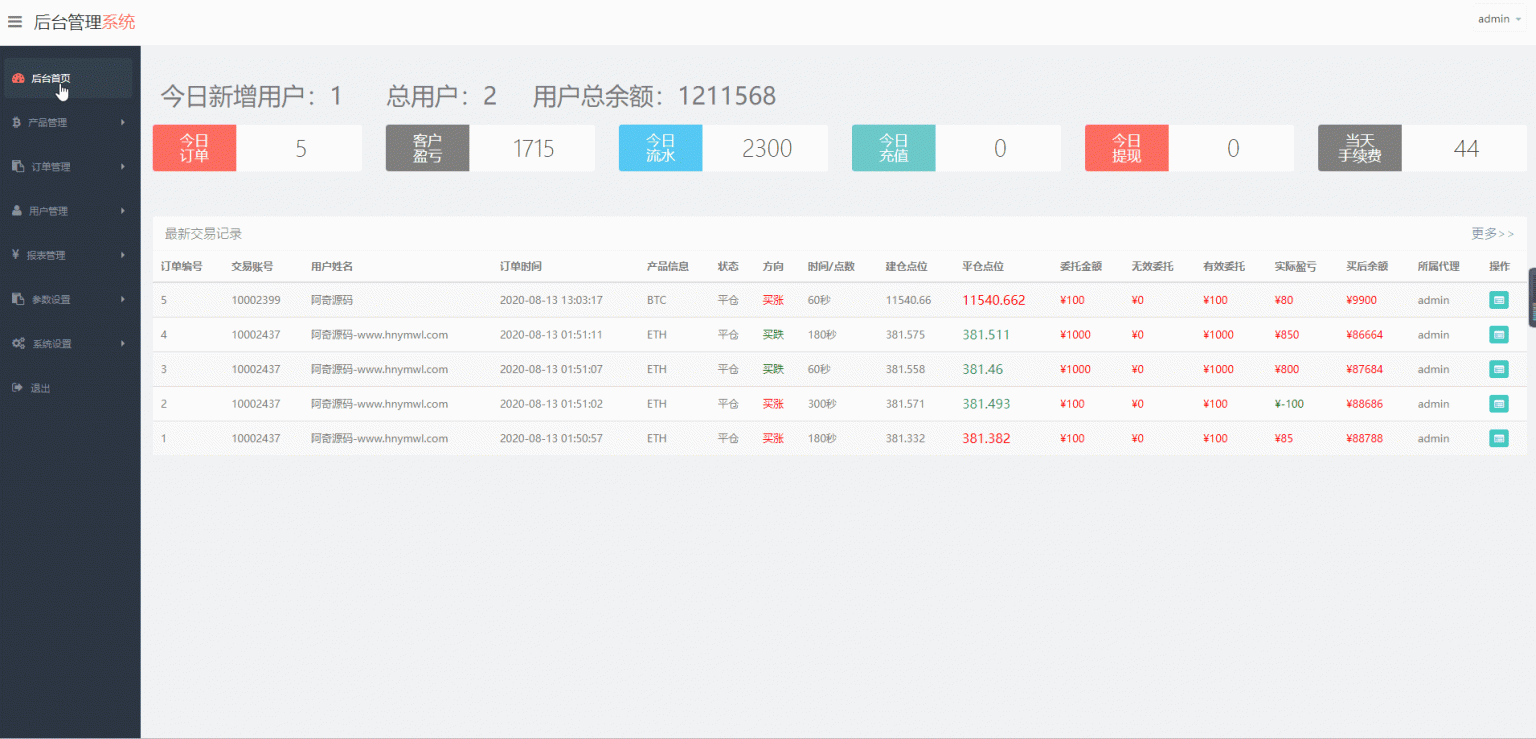 后台管理系统
admin
后台首页
产品管理
订单管理
用户管理
报表管理
参数设置
系统设置
退出
今日新增用户：1 总用户：2 用户总余额：1211568
今日订单 5
客户盈亏 1715
今日流水 2300
今日充值 0
今日提现 0
当天手续费 44
最新交易记录 更多>>
订单编号 交易账号 用户姓名 订单时间 产品信息 状态 方向 时间/点数 建仓点位 平仓点位 委托金额 无效委托 有效委托 实际盈亏 买后余额 所属代理 操作
5 10002399 阿奇源码 2020-08-13 13:03:17 BTC 平仓 买涨 60秒 11540.66 11540.662 ¥100 ¥0 ¥100 ¥80 ¥9900 admin
4 10002437 阿奇源码-www.hnymwl.com 2020-08-13 01:51:11 ETH 平仓 买跌 180秒 381.575 381.511 ¥1000 ¥0 ¥1000 ¥850 ¥86664 admin
3 10002437 阿奇源码-www.hnymwl.com 2020-08-13 01:51:07 ETH 平仓 买跌 60秒 381.558 381.46 ¥1000 ¥0 ¥1000 ¥800 ¥87684 admin
2 10002437 阿奇源码-www.hnymwl.com 2020-08-13 01:51:02 ETH 平仓 买涨 300秒 381.571 381.493 ¥100 ¥0 ¥100 ¥-100 ¥88686 admin
1 10002437 阿奇源码-www.hnymwl.com 2020-08-13 01:50:57 ETH 平仓 买涨 180秒 381.332 381.382 ¥100 ¥0 ¥100 ¥85 ¥88788 admin